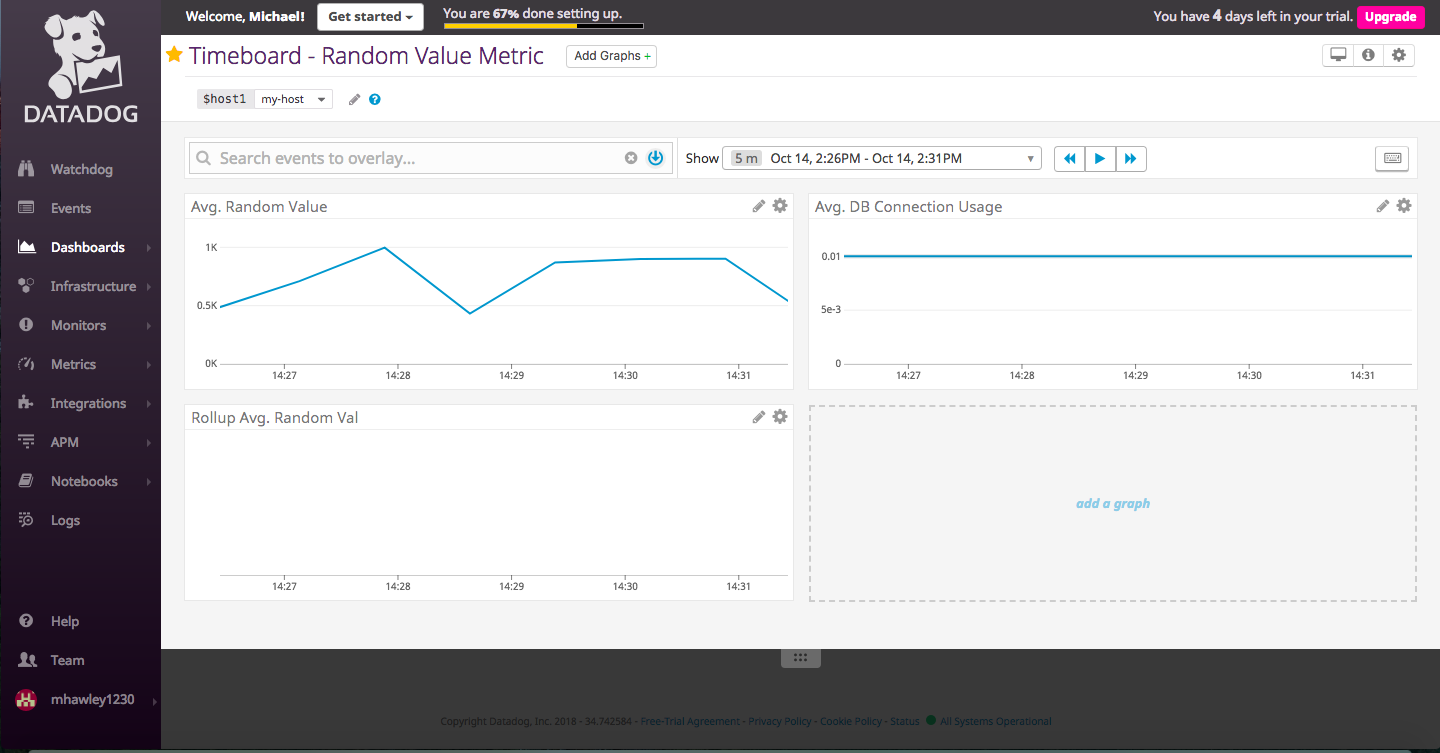 DATADOG
Watchdog
Events
Dashboards
Infrastructure
Monitors
Metrics
Integrations
APM
Notebooks
Logs
Help
Team
mhawley1230
Welcome, Michael!
Get started
You are 67% done setting up.
You have 4 days left in your trial.
Upgrade
Timeboard - Random Value Metric
Add Graphs +
$host1 my-host
Search events to overlay...
Show 5 m Oct 14, 2:26PM - Oct 14, 2:31PM
Avg. Random Value
1K
0.5K
0K
14:27 14:28 14:29 14:30 14:31
Avg. DB Connection Usage
0.01
5e-3
0
14:27 14:28 14:29 14:30 14:31
Rollup Avg. Random Val
14:27 14:28 14:29 14:30 14:31
add a graph
Copyright Datadog, Inc. 2018 - 34.742584 - Free-Trial Agreement - Privacy Policy - Cookie Policy - Status All Systems Operational